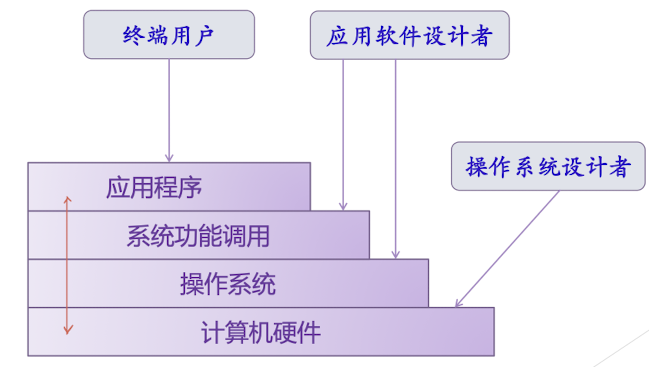 终端用户
应用软件设计者
操作系统设计者
应用程序
系统功能调用
操作系统
计算机硬件